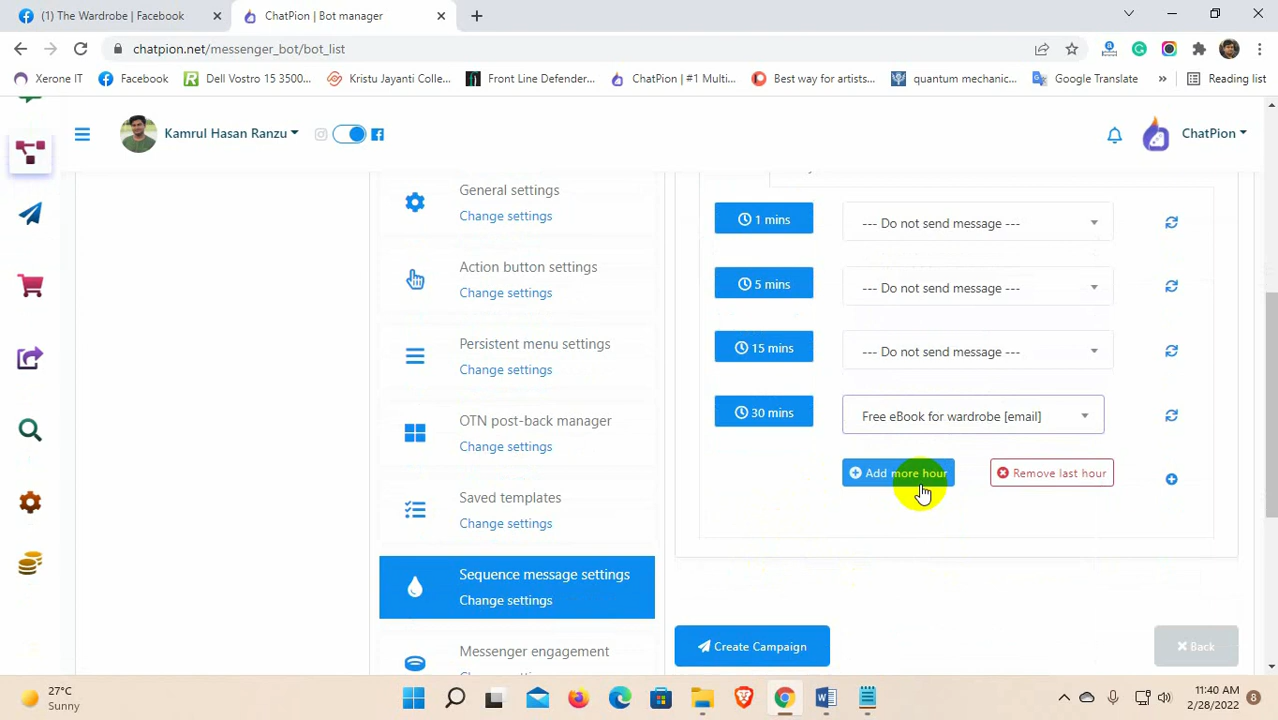 (1) The Wardrobe | Facebook
ChatPion | Bot manager
chatpion.net/messenger_bot/bot_list
Xerone IT
Facebook
Dell Vostro 15 3500...
Kristu Jayanti Colle...
Front Line Defender...
ChatPion | #1 Multi...
Best way for artists...
quantum mechanic...
Google Translate
»
Reading list
Kamrul Hasan Ranzu
ChatPion
General settings
Change settings
Action button settings
Change settings
Persistent menu settings
Change settings
OTN post-back manager
Change settings
Saved templates
Change settings
Sequence message settings
Change settings
Messenger engagement
1 mins
--- Do not send message ---
5 mins
--- Do not send message ---
15 mins
--- Do not send message ---
30 mins
Free eBook for wardrobe [email]
Add more hour
Remove last hour
Create Campaign
Back
27°C
Sunny
11:40 AM
2/28/2022
8